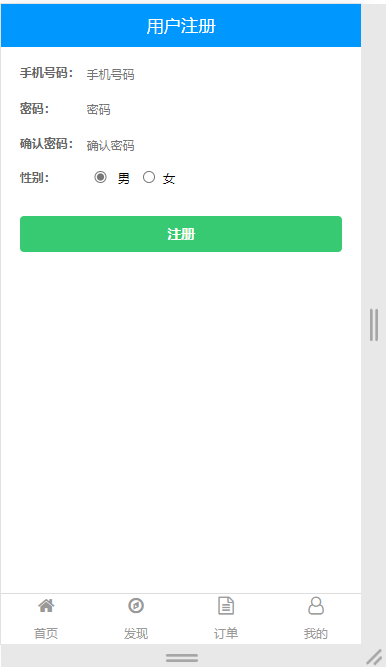 用户注册
手机号码： 手机号码
密码： 密码
确认密码： 确认密码
性别： 男 女
注册
首页 发现 订单 我的